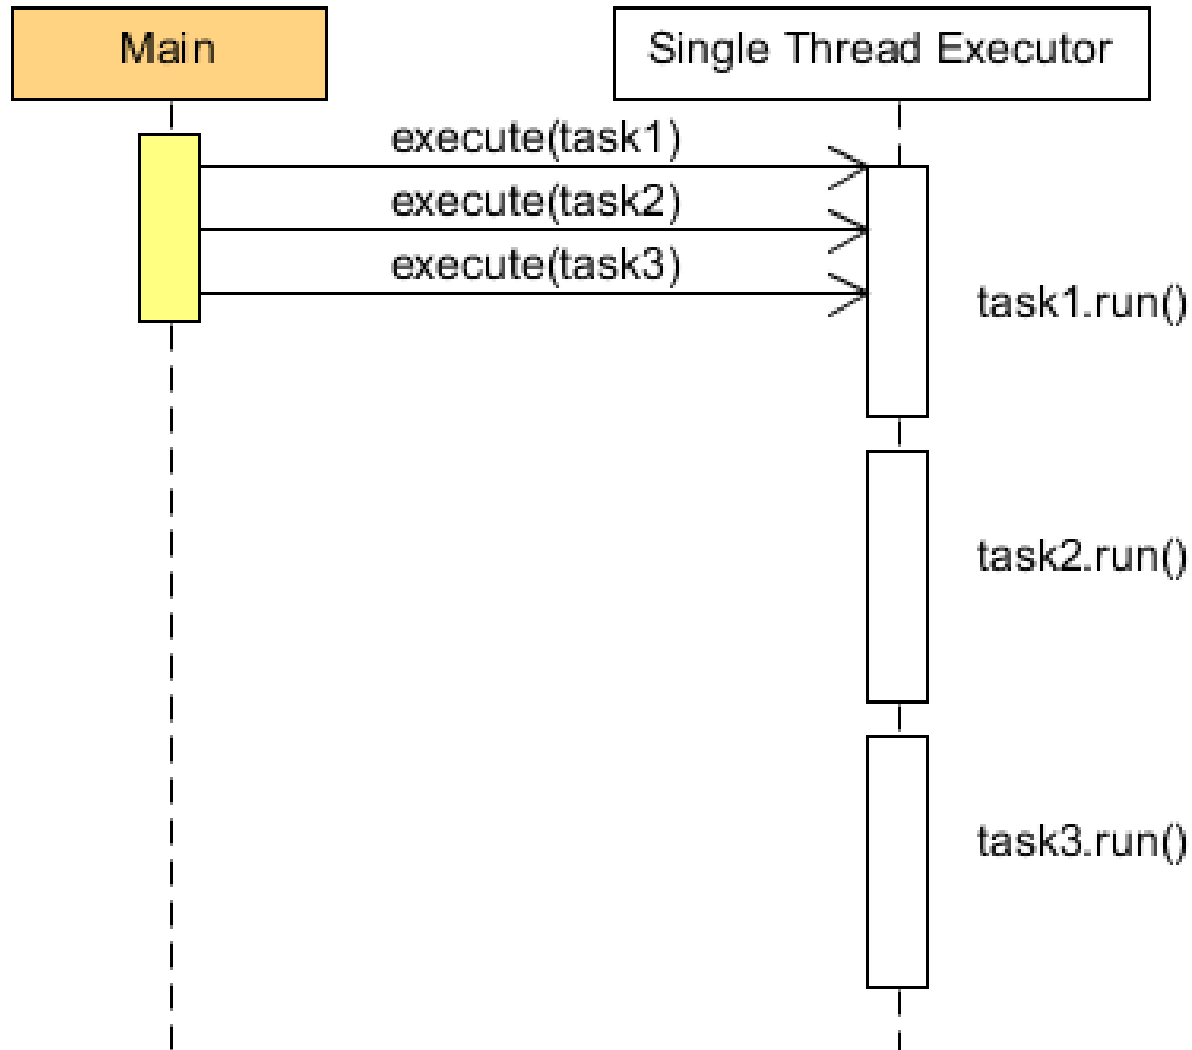 Main
Single Thread Executor
execute(task1)
execute(task2)
execute(task3)
task1.run()
task2.run()
task3.run()